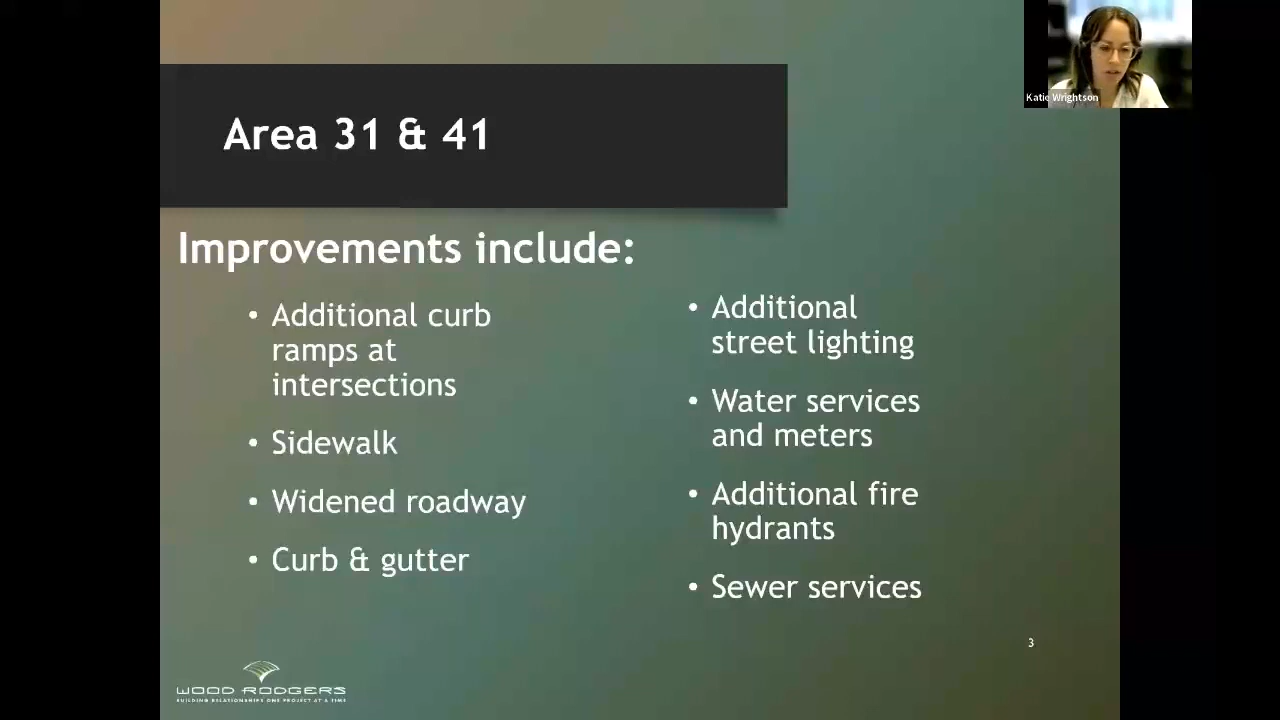 Katie Wrightson
Area 31 & 41
Improvements include:
• Additional curb
ramps at
intersections
• Sidewalk
• Widened roadway
• Curb & gutter
• Additional
street lighting
• Water services
and meters
• Additional fire
hydrants
• Sewer services
3
WOOD RODGERS
BUILDING RELATIONSHIPS ONE PROJECT AT A TIME